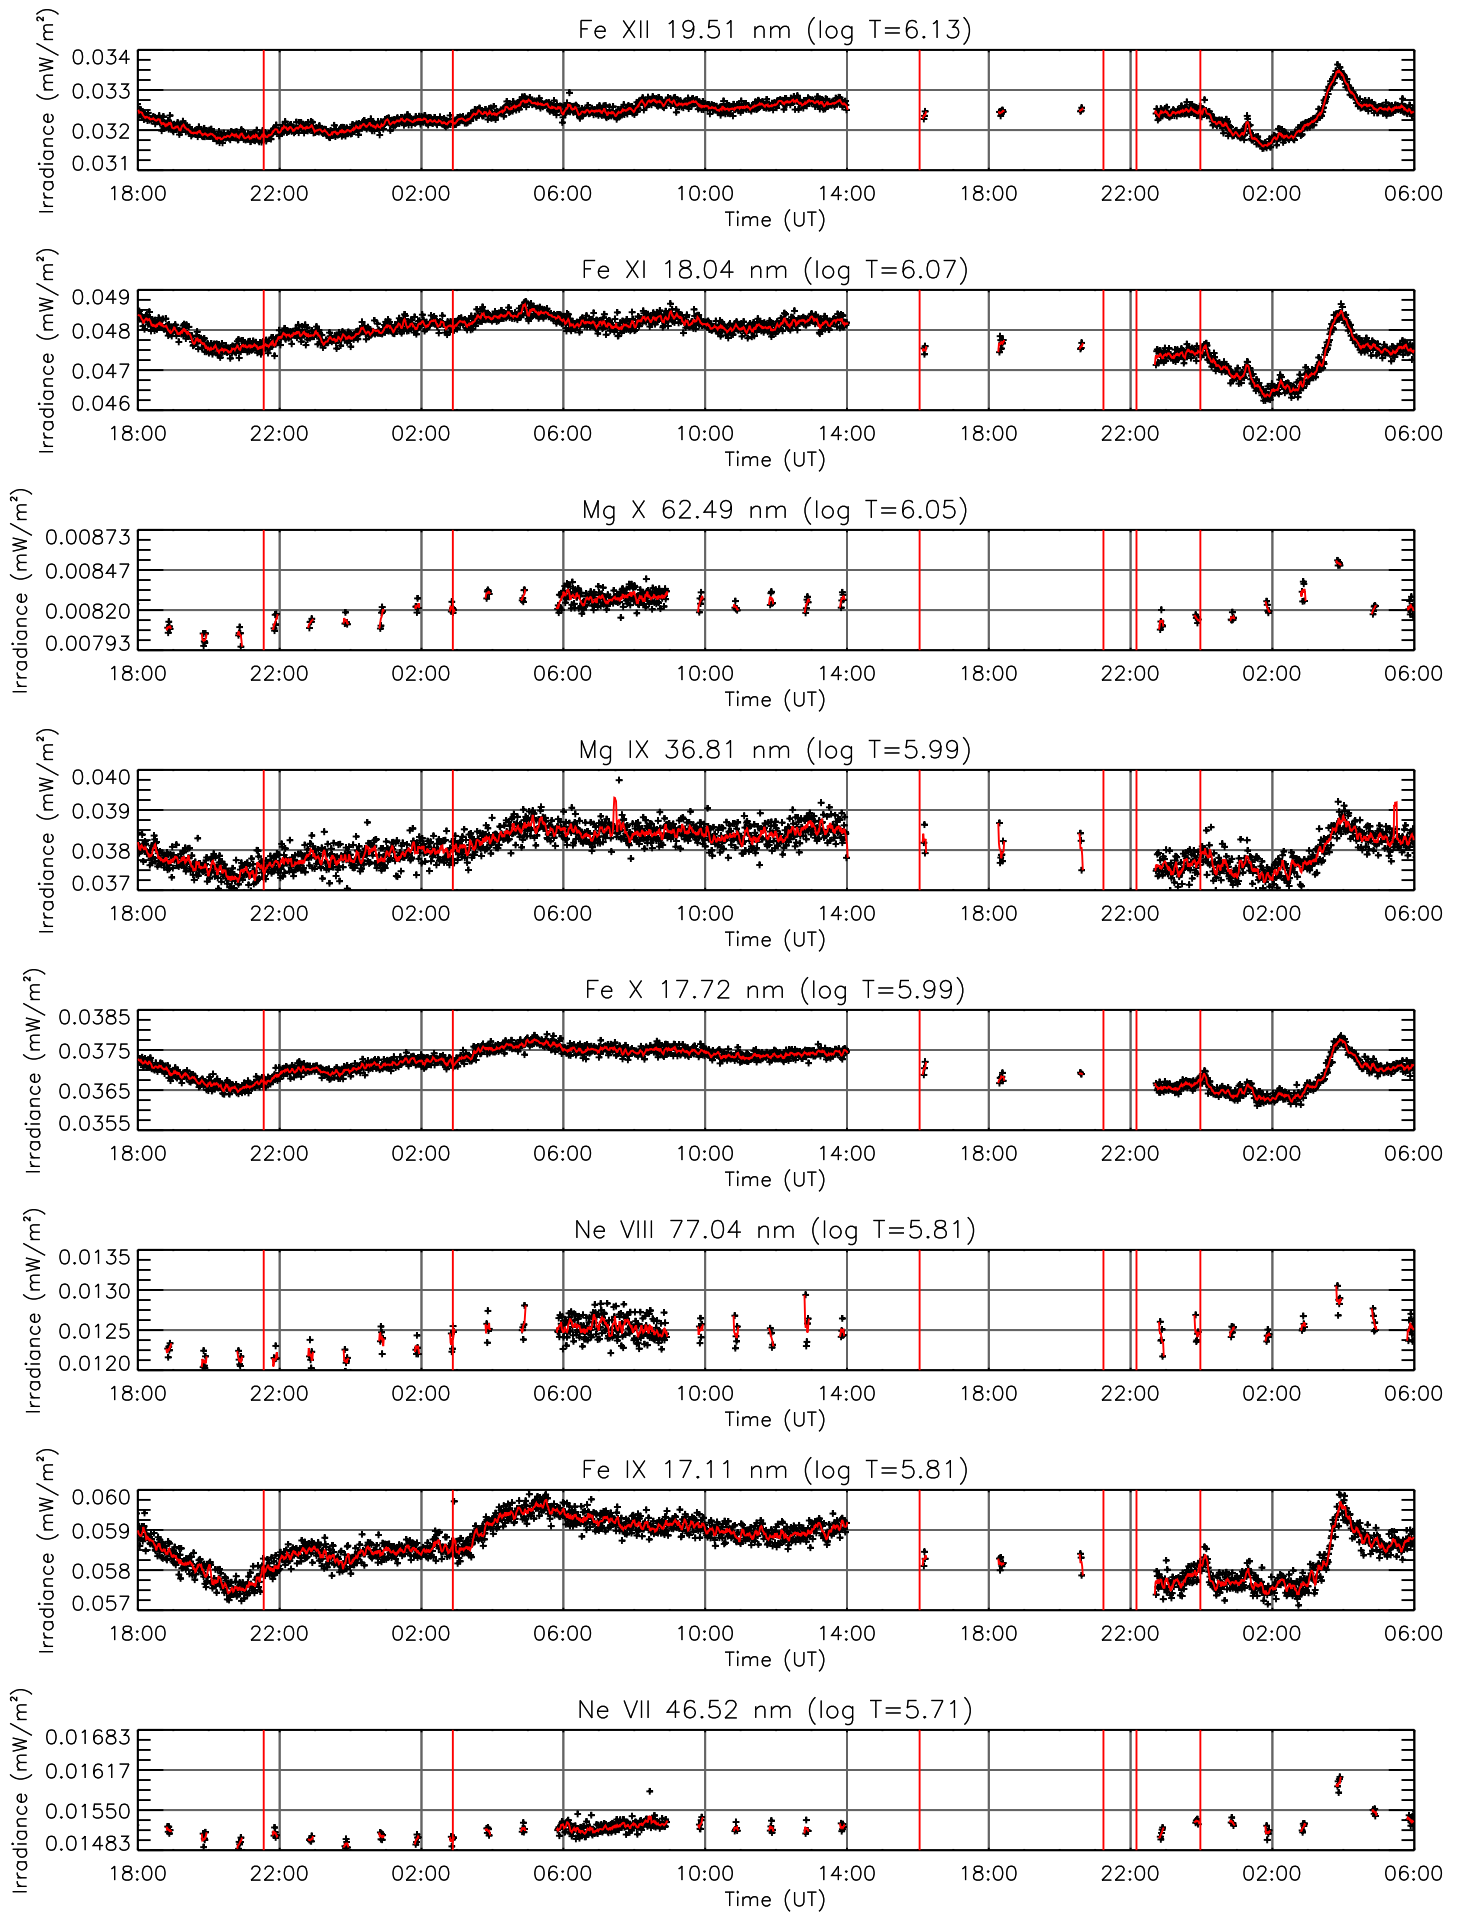 Fe XII 19.51 nm (log T=6.13)
Irradiance (mW/m²)
0.034
0.033
0.032
0.031
18:00 22:00 02:00 06:00 10:00 14:00 18:00 22:00 02:00 06:00
Time (UT)
Fe XI 18.04 nm (log T=6.07)
Irradiance (mW/m²)
0.049
0.048
0.047
0.046
18:00 22:00 02:00 06:00 10:00 14:00 18:00 22:00 02:00 06:00
Time (UT)
Mg X 62.49 nm (log T=6.05)
Irradiance (mW/m²)
0.00873
0.00847
0.00820
0.00793
18:00 22:00 02:00 06:00 10:00 14:00 18:00 22:00 02:00 06:00
Time (UT)
Mg IX 36.81 nm (log T=5.99)
Irradiance (mW/m²)
0.040
0.039
0.038
0.037
18:00 22:00 02:00 06:00 10:00 14:00 18:00 22:00 02:00 06:00
Time (UT)
Fe X 17.72 nm (log T=5.99)
Irradiance (mW/m²)
0.0385
0.0375
0.0365
0.0355
18:00 22:00 02:00 06:00 10:00 14:00 18:00 22:00 02:00 06:00
Time (UT)
Ne VIII 77.04 nm (log T=5.81)
Irradiance (mW/m²)
0.0135
0.0130
0.0125
0.0120
18:00 22:00 02:00 06:00 10:00 14:00 18:00 22:00 02:00 06:00
Time (UT)
Fe IX 17.11 nm (log T=5.81)
Irradiance (mW/m²)
0.060
0.059
0.058
0.057
18:00 22:00 02:00 06:00 10:00 14:00 18:00 22:00 02:00 06:00
Time (UT)
Ne VII 46.52 nm (log T=5.71)
Irradiance (mW/m²)
0.01683
0.01617
0.01550
0.01483
18:00 22:00 02:00 06:00 10:00 14:00 18:00 22:00 02:00 06:00
Time (UT)